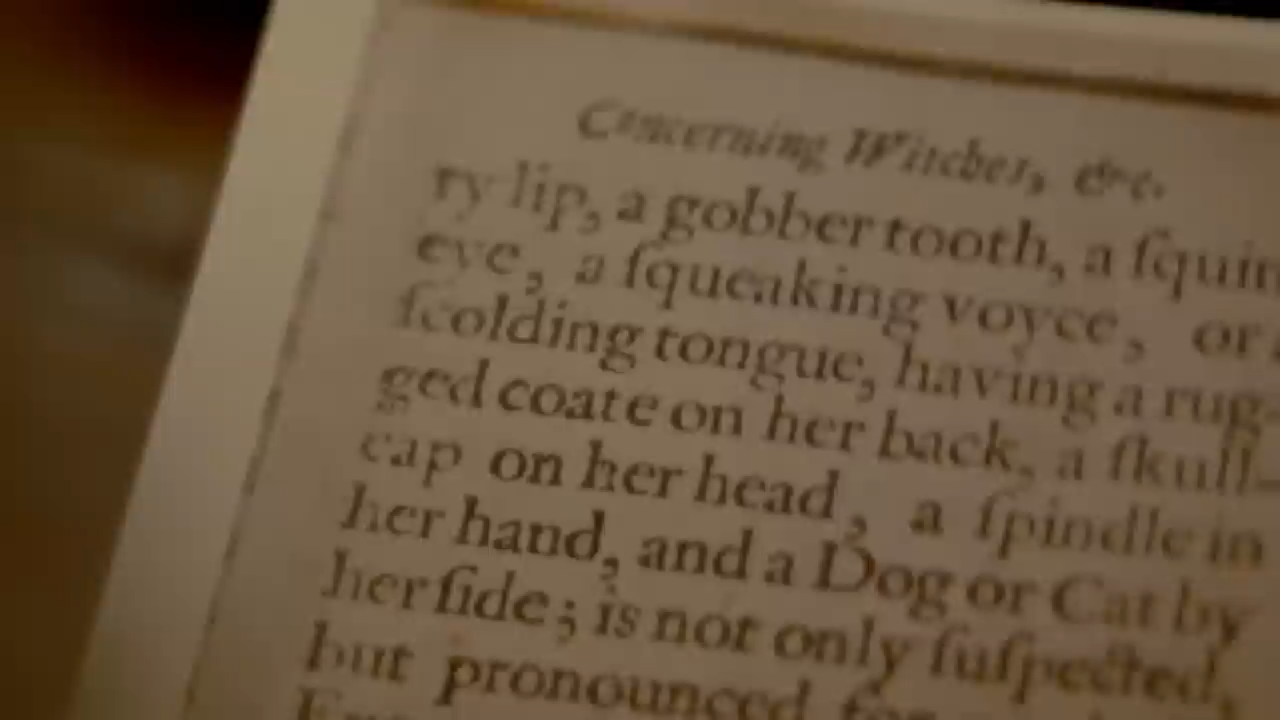 Concerning Witches, &c.
ry lip, a gobber tooth, a ſquin
eye, a ſqueaking voyce, or
ſcolding tongue, having a rug-
ged coate on her back, a ſkull-
cap on her head, a ſpindle in
her hand, and a Dog or Cat by
her ſide; is not only ſuſpected,
but pronounced for